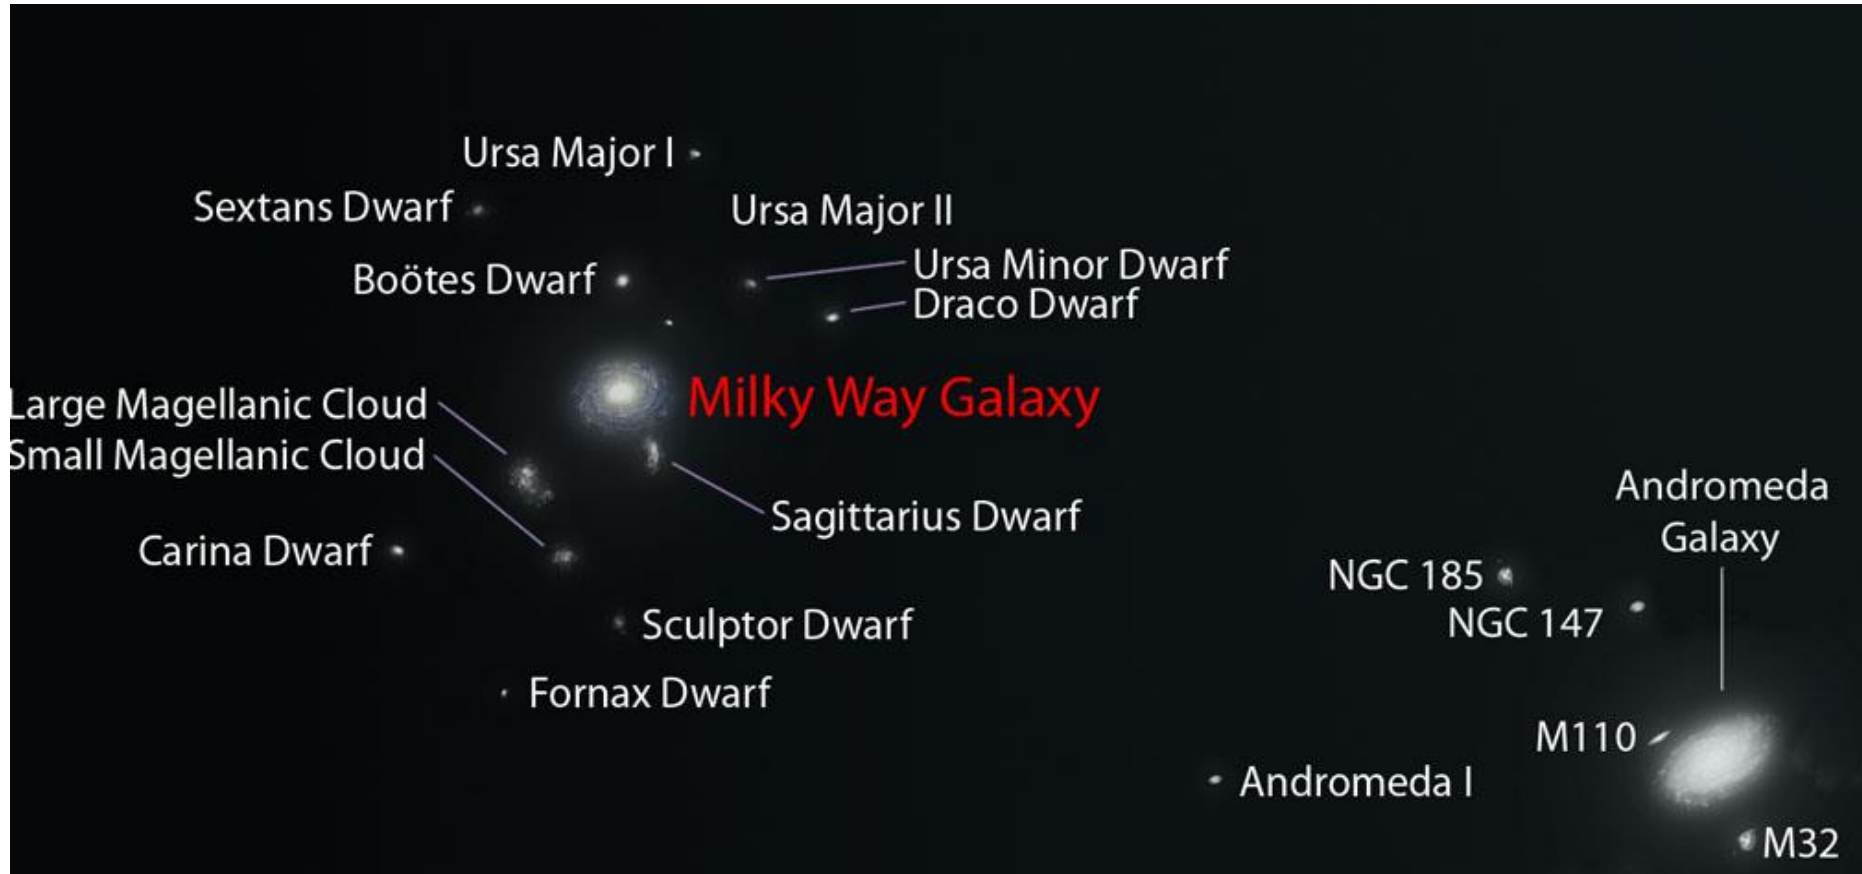 Ursa Major I
Sextans Dwarf
Ursa Major II
Boötes Dwarf
Ursa Minor Dwarf
Draco Dwarf
Milky Way Galaxy
Large Magellanic Cloud
Small Magellanic Cloud
Sagittarius Dwarf
Carina Dwarf
Sculptor Dwarf
Fornax Dwarf
Andromeda
Galaxy
NGC 185
NGC 147
M110
Andromeda I
M32